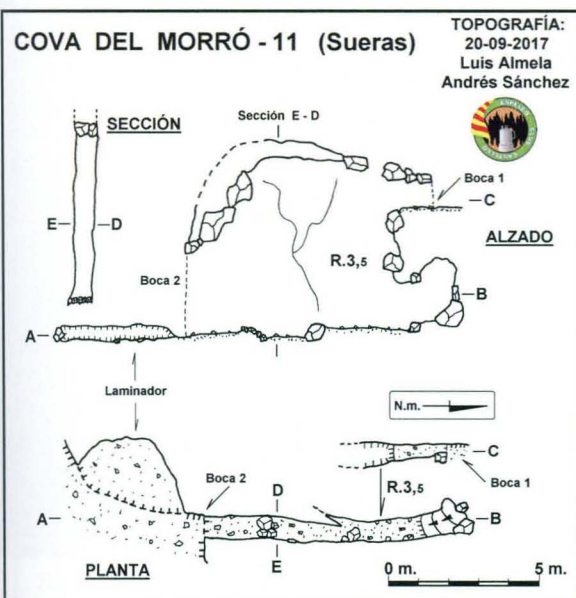 COVA DEL MORRÓ - 11 (Sueras)
TOPOGRAFÍA:
20-09-2017
Luis Almela
Andrés Sánchez
SECCIÓN
E
D
Sección E - D
Boca 1
C
ALZADO
R.3,5
Boca 2
B
A
Laminador
N.m.
C
Boca 1
R.3,5
Boca 2
D
A
B
E
PLANTA
0 m.
5 m.